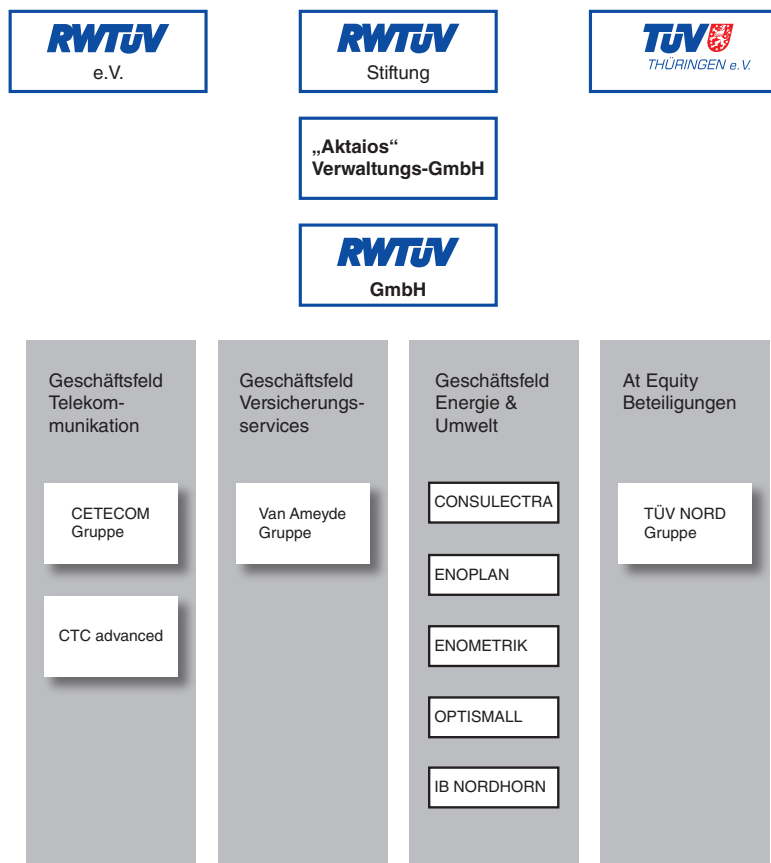 RWTÜV
e.V.
RWTÜV
Stiftung
TÜV
THÜRINGEN e.V.
„Aktaios“
Verwaltungs-GmbH
RWTÜV
GmbH
Geschäftsfeld
Telekom-
munikation
CETECOM
Gruppe
CTC advanced
Geschäftsfeld
Versicherungs-
services
Van Ameyde
Gruppe
Geschäftsfeld
Energie &
Umwelt
CONSULECTRA
ENOPLAN
ENOMETRIK
OPTISMALL
IB NORDHORN
At Equity
Beteiligungen
TÜV NORD
Gruppe